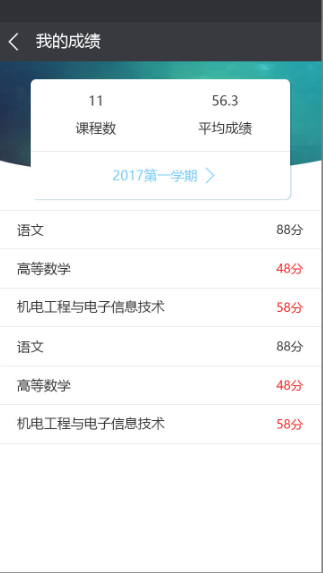 我的成绩
11 56.3
课程数 平均成绩
2017第一学期
语文 88分
高等数学 48分
机电工程与电子信息技术 58分
语文 88分
高等数学 48分
机电工程与电子信息技术 58分